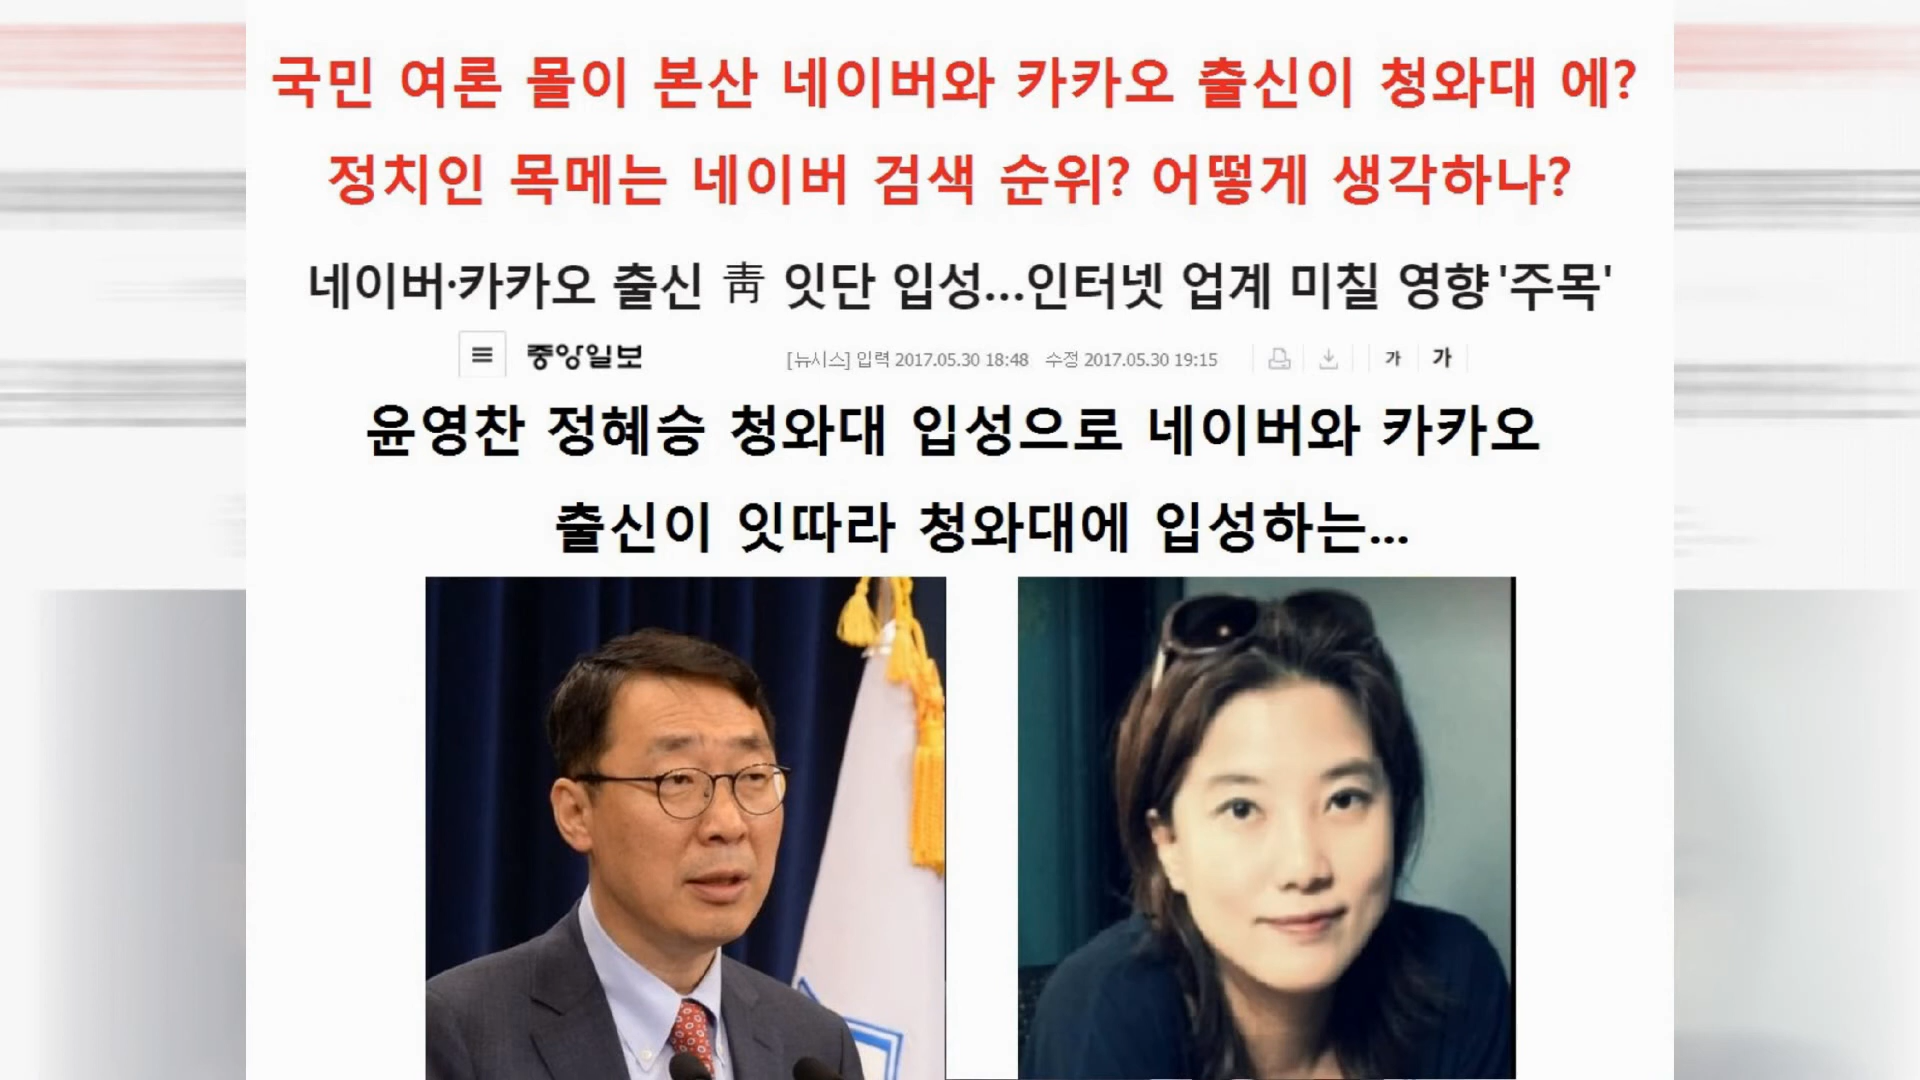 국민 여론 몰이 본산 네이버와 카카오 출신이 청와대 에?
정치인 목메는 네이버 검색 순위? 어떻게 생각하나?
네이버·카카오 출신 靑 잇단 입성...인터넷 업계 미칠 영향'주목'
중앙일보 [뉴시스] 입력 2017.05.30 18:48 수정 2017.05.30 19:15 가 가
윤영찬 정혜승 청와대 입성으로 네이버와 카카오
출신이 잇따라 청와대에 입성하는...